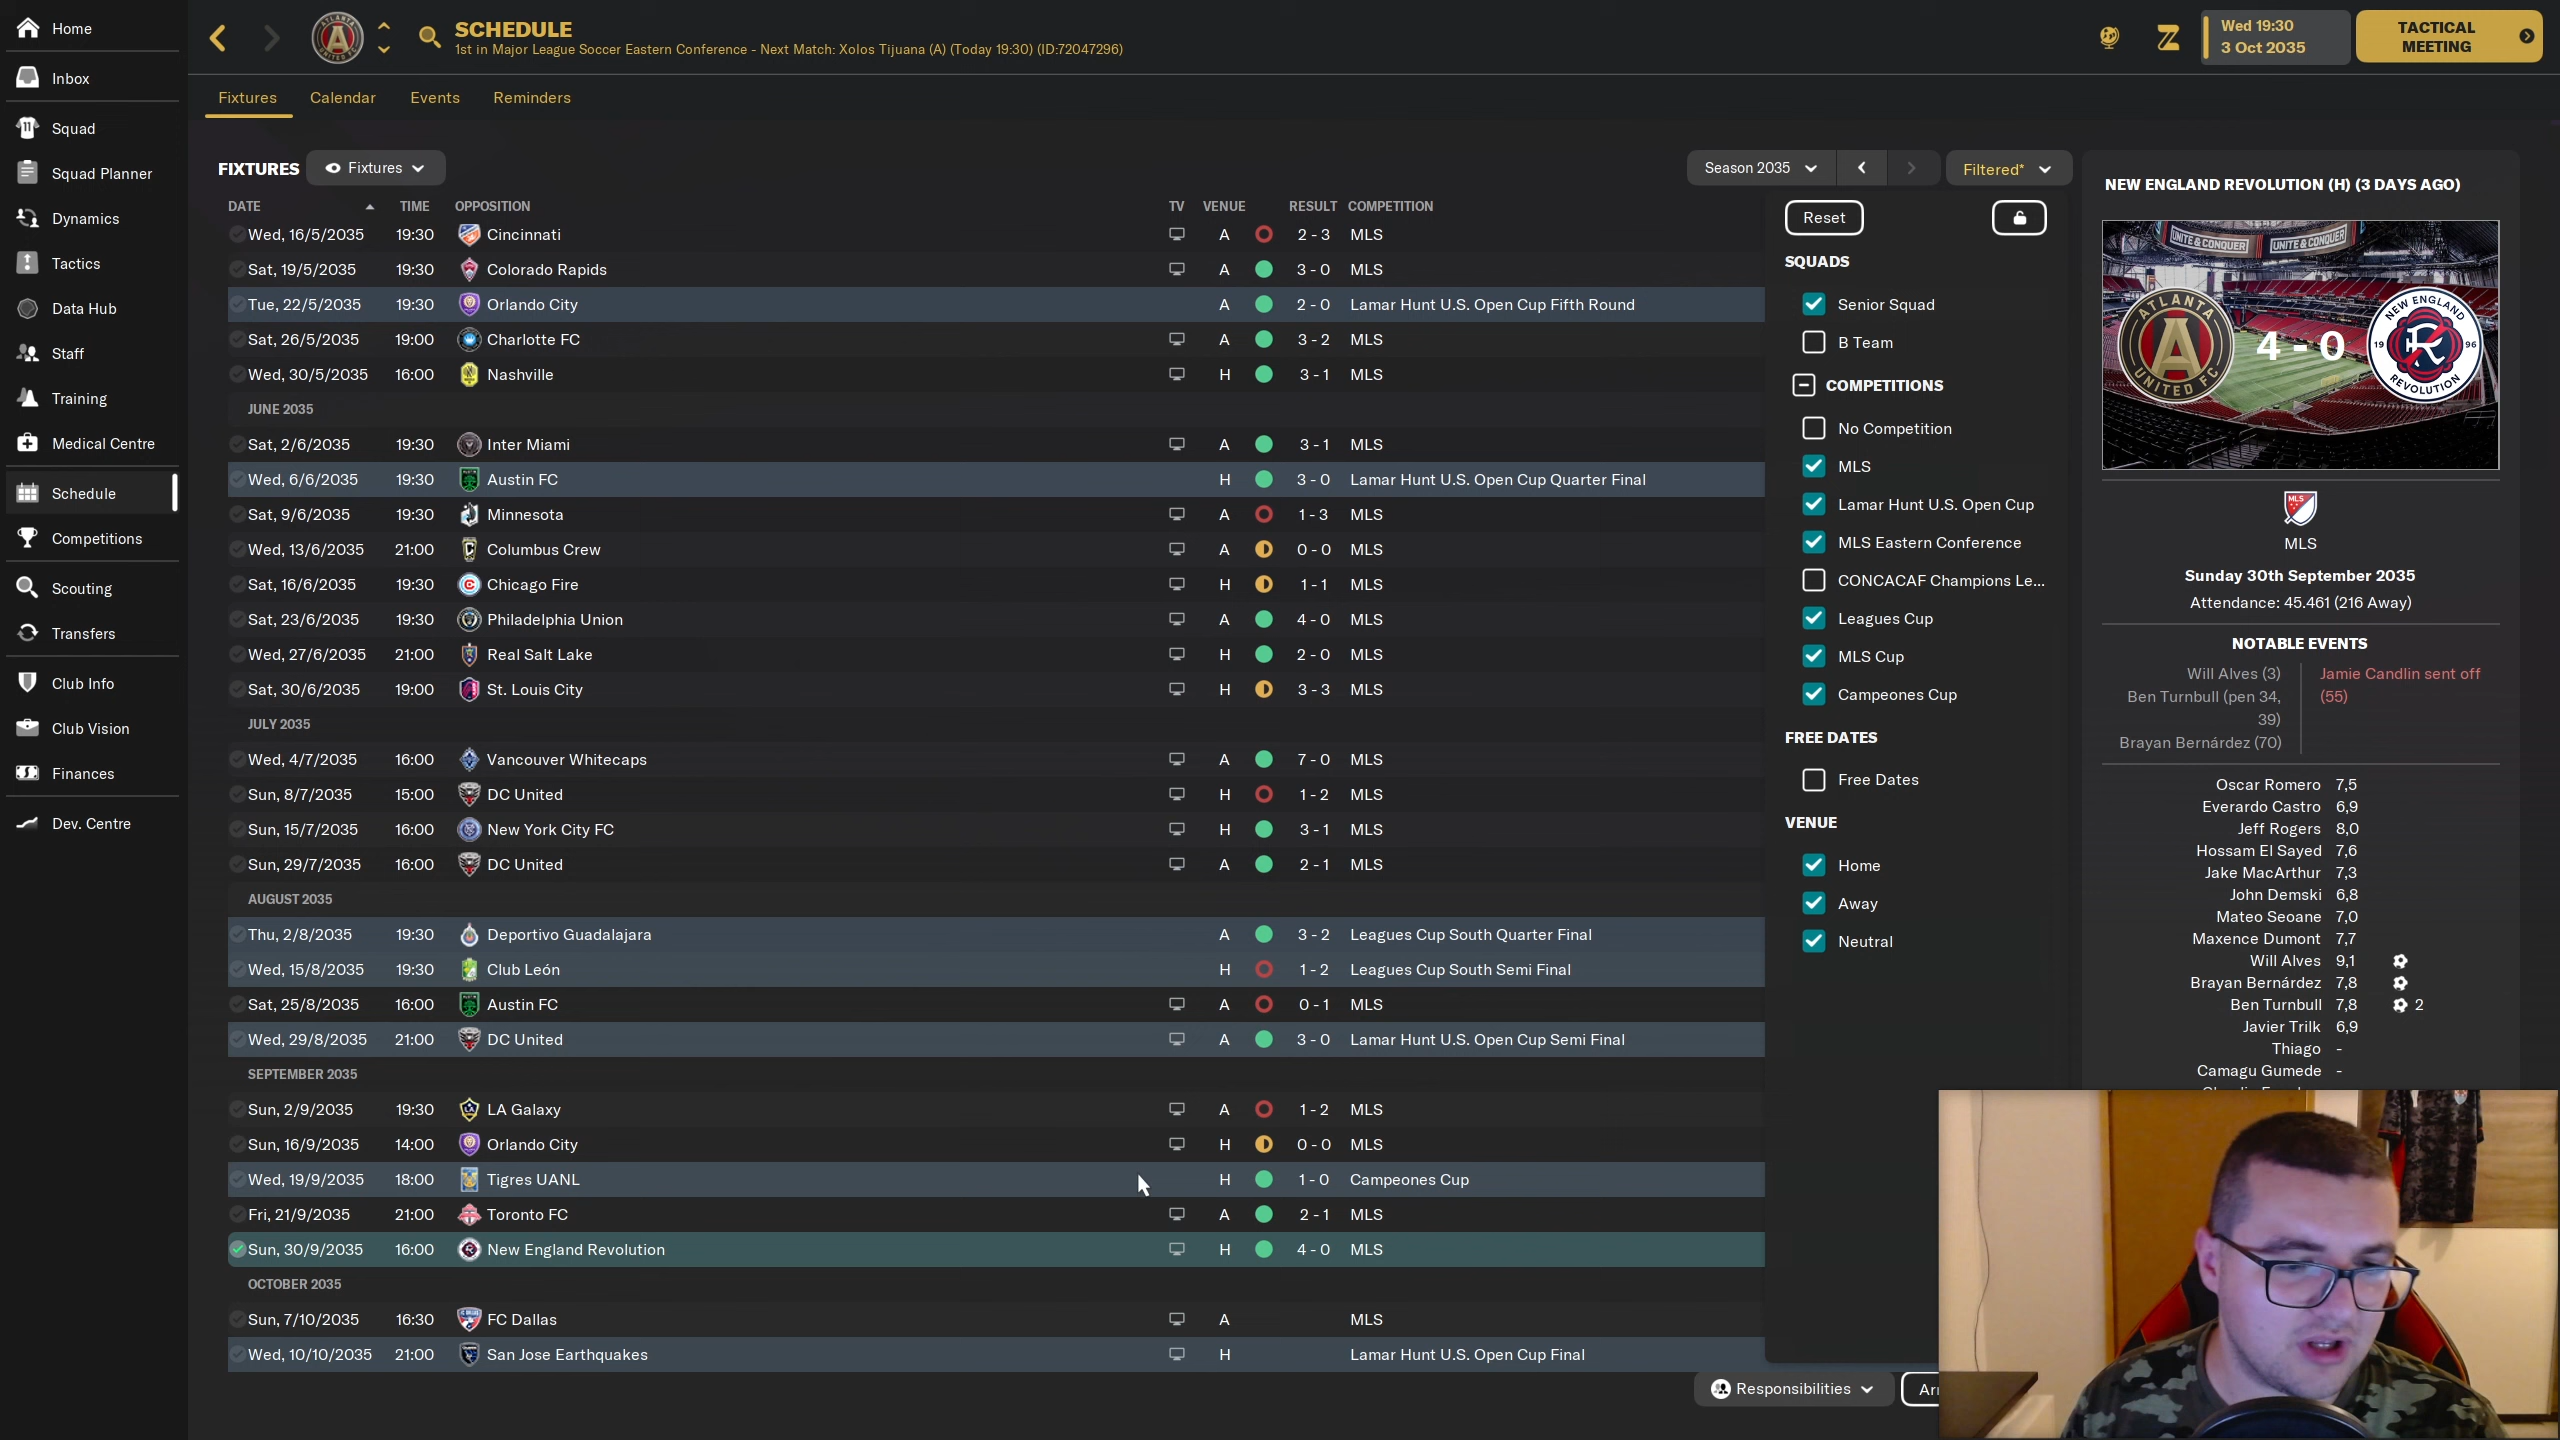 Home
Inbox
Squad
Squad Planner
Dynamics
Tactics
Data Hub
Staff
Training
Medical Centre
Schedule
Competitions
Scouting
Transfers
Club Info
Club Vision
Finances
Dev. Centre
SCHEDULE
1st in Major League Soccer Eastern Conference - Next Match: Xolos Tijuana (A) (Today 19:30) (ID:72047296)
Wed 19:30
3 Oct 2035
TACTICAL
MEETING
Fixtures Calendar Events Reminders
FIXTURES Fixtures Season 2035 Filtered*
DATE TIME OPPOSITION TV VENUE RESULT COMPETITION
Wed, 16/5/2035 19:30 Cincinnati A 2 - 3 MLS
Sat, 19/5/2035 19:30 Colorado Rapids A 3 - 0 MLS
Tue, 22/5/2035 19:30 Orlando City A 2 - 0 Lamar Hunt U.S. Open Cup Fifth Round
Sat, 26/5/2035 19:00 Charlotte FC A 3 - 2 MLS
Wed, 30/5/2035 16:00 Nashville H 3 - 1 MLS
JUNE 2035
Sat, 2/6/2035 19:30 Inter Miami A 3 - 1 MLS
Wed, 6/6/2035 19:30 Austin FC H 3 - 0 Lamar Hunt U.S. Open Cup Quarter Final
Sat, 9/6/2035 19:30 Minnesota A 1 - 3 MLS
Wed, 13/6/2035 21:00 Columbus Crew A 0 - 0 MLS
Sat, 16/6/2035 19:30 Chicago Fire H 1 - 1 MLS
Sat, 23/6/2035 19:30 Philadelphia Union A 4 - 0 MLS
Wed, 27/6/2035 21:00 Real Salt Lake H 2 - 0 MLS
Sat, 30/6/2035 19:00 St. Louis City H 3 - 3 MLS
JULY 2035
Wed, 4/7/2035 16:00 Vancouver Whitecaps A 7 - 0 MLS
Sun, 8/7/2035 15:00 DC United H 1 - 2 MLS
Sun, 15/7/2035 16:00 New York City FC H 3 - 1 MLS
Sun, 29/7/2035 16:00 DC United A 2 - 1 MLS
AUGUST 2035
Thu, 2/8/2035 19:30 Deportivo Guadalajara A 3 - 2 Leagues Cup South Quarter Final
Wed, 15/8/2035 19:30 Club León H 1 - 2 Leagues Cup South Semi Final
Sat, 25/8/2035 16:00 Austin FC A 0 - 1 MLS
Wed, 29/8/2035 21:00 DC United A 3 - 0 Lamar Hunt U.S. Open Cup Semi Final
SEPTEMBER 2035
Sun, 2/9/2035 19:30 LA Galaxy A 1 - 2 MLS
Sun, 16/9/2035 14:00 Orlando City H 0 - 0 MLS
Wed, 19/9/2035 18:00 Tigres UANL H 1 - 0 Campeones Cup
Fri, 21/9/2035 21:00 Toronto FC A 2 - 1 MLS
Sun, 30/9/2035 16:00 New England Revolution H 4 - 0 MLS
OCTOBER 2035
Sun, 7/10/2035 16:30 FC Dallas A MLS
Wed, 10/10/2035 21:00 San Jose Earthquakes H Lamar Hunt U.S. Open Cup Final
Responsibilities
Reset
SQUADS
Senior Squad
B Team
COMPETITIONS
No Competition
MLS
Lamar Hunt U.S. Open Cup
MLS Eastern Conference
CONCACAF Champions Le...
Leagues Cup
MLS Cup
Campeones Cup
FREE DATES
Free Dates
VENUE
Home
Away
Neutral
NEW ENGLAND REVOLUTION (H) (3 DAYS AGO)
UNITE & CONQUER UNITE & CONQUER
ATLANTA
A
UNITED FC
4 - 0
NEW ENGLAND
19 R 96
REVOLUTION
MLS
MLS
Sunday 30th September 2035
Attendance: 45.461 (216 Away)
NOTABLE EVENTS
Will Alves (3)
Ben Turnbull (pen 34,
39)
Brayan Bernárdez (70)
Jamie Candlin sent off
(55)
Oscar Romero 7,5
Everardo Castro 6,9
Jeff Rogers 8,0
Hossam El Sayed 7,6
Jake MacArthur 7,3
John Demski 6,8
Mateo Seoane 7,0
Maxence Dumont 7,7
Will Alves 9,1
Brayan Bernárdez 7,8
Ben Turnbull 7,8 2
Javier Trilk 6,9
Thiago -
Camagu Gumede -